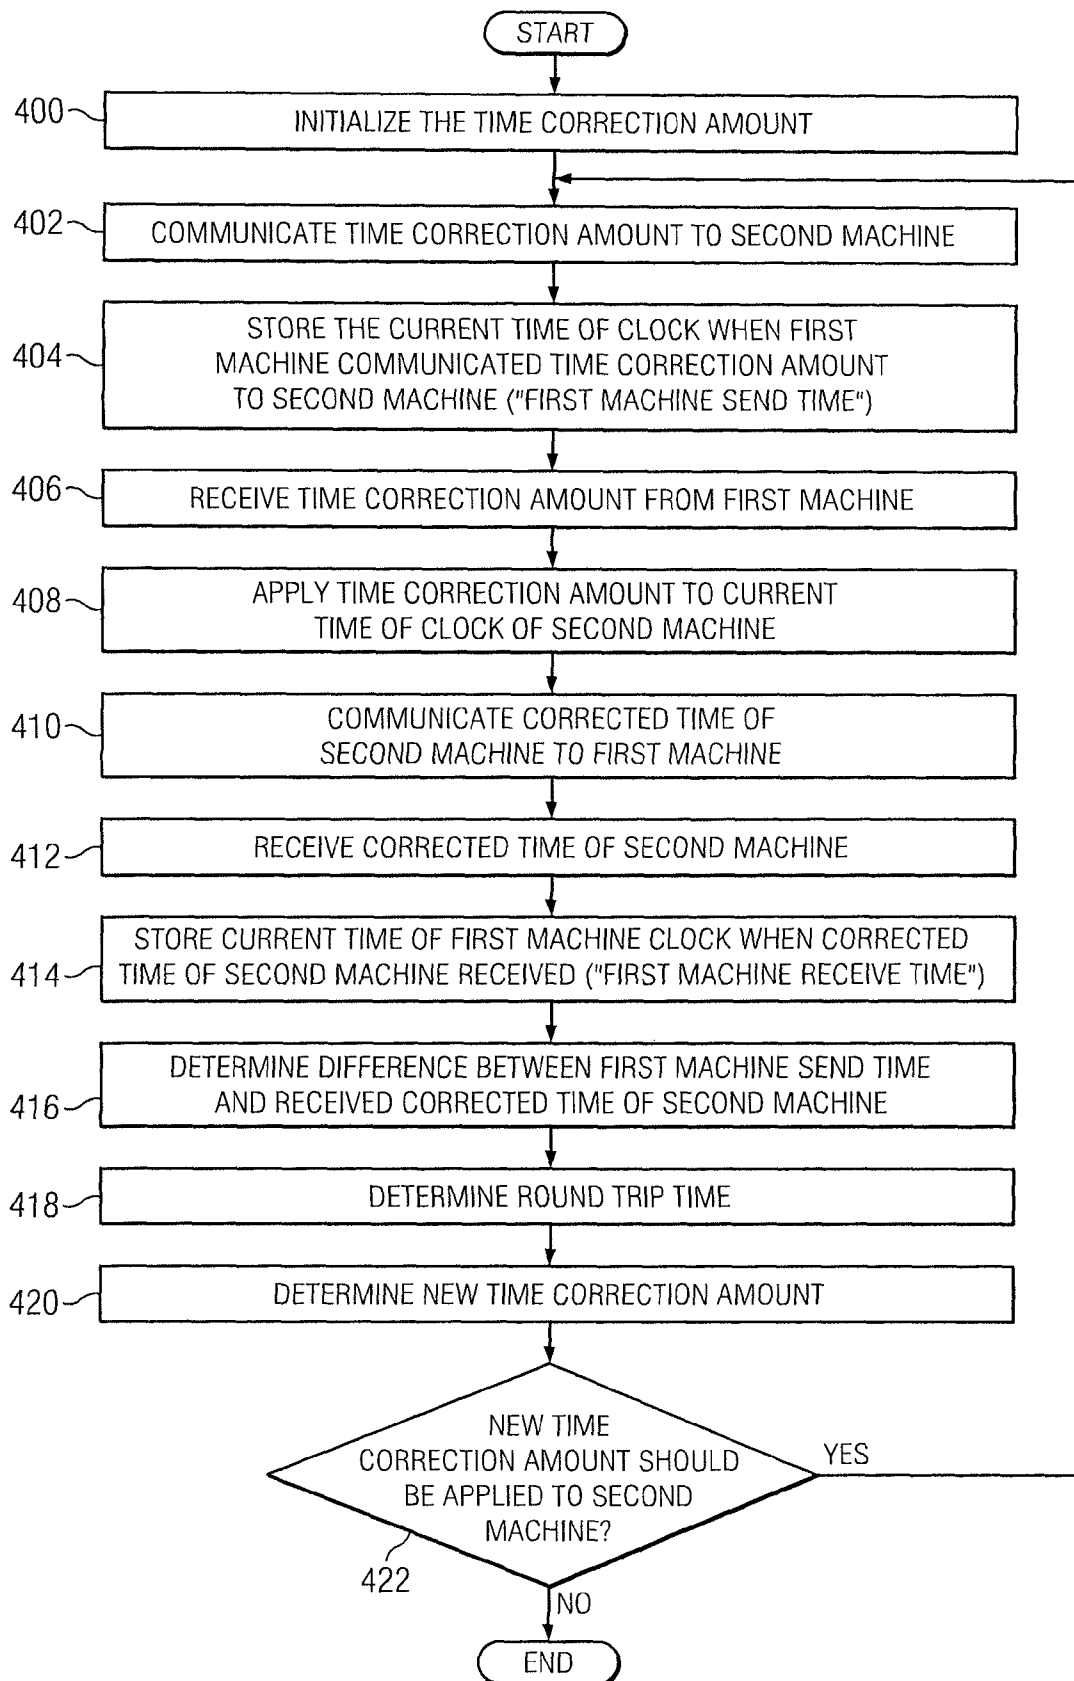 START
400
INITIALIZE THE TIME CORRECTION AMOUNT
402
COMMUNICATE TIME CORRECTION AMOUNT TO SECOND MACHINE
404
STORE THE CURRENT TIME OF CLOCK WHEN FIRST
MACHINE COMMUNICATED TIME CORRECTION AMOUNT
TO SECOND MACHINE ("FIRST MACHINE SEND TIME")
406
RECEIVE TIME CORRECTION AMOUNT FROM FIRST MACHINE
408
APPLY TIME CORRECTION AMOUNT TO CURRENT
TIME OF CLOCK OF SECOND MACHINE
410
COMMUNICATE CORRECTED TIME OF
SECOND MACHINE TO FIRST MACHINE
412
RECEIVE CORRECTED TIME OF SECOND MACHINE
414
STORE CURRENT TIME OF FIRST MACHINE CLOCK WHEN CORRECTED
TIME OF SECOND MACHINE RECEIVED ("FIRST MACHINE RECEIVE TIME")
416
DETERMINE DIFFERENCE BETWEEN FIRST MACHINE SEND TIME
AND RECEIVED CORRECTED TIME OF SECOND MACHINE
418
DETERMINE ROUND TRIP TIME
420
DETERMINE NEW TIME CORRECTION AMOUNT
NEW TIME
CORRECTION AMOUNT SHOULD
BE APPLIED TO SECOND
MACHINE?
YES
422
NO
END